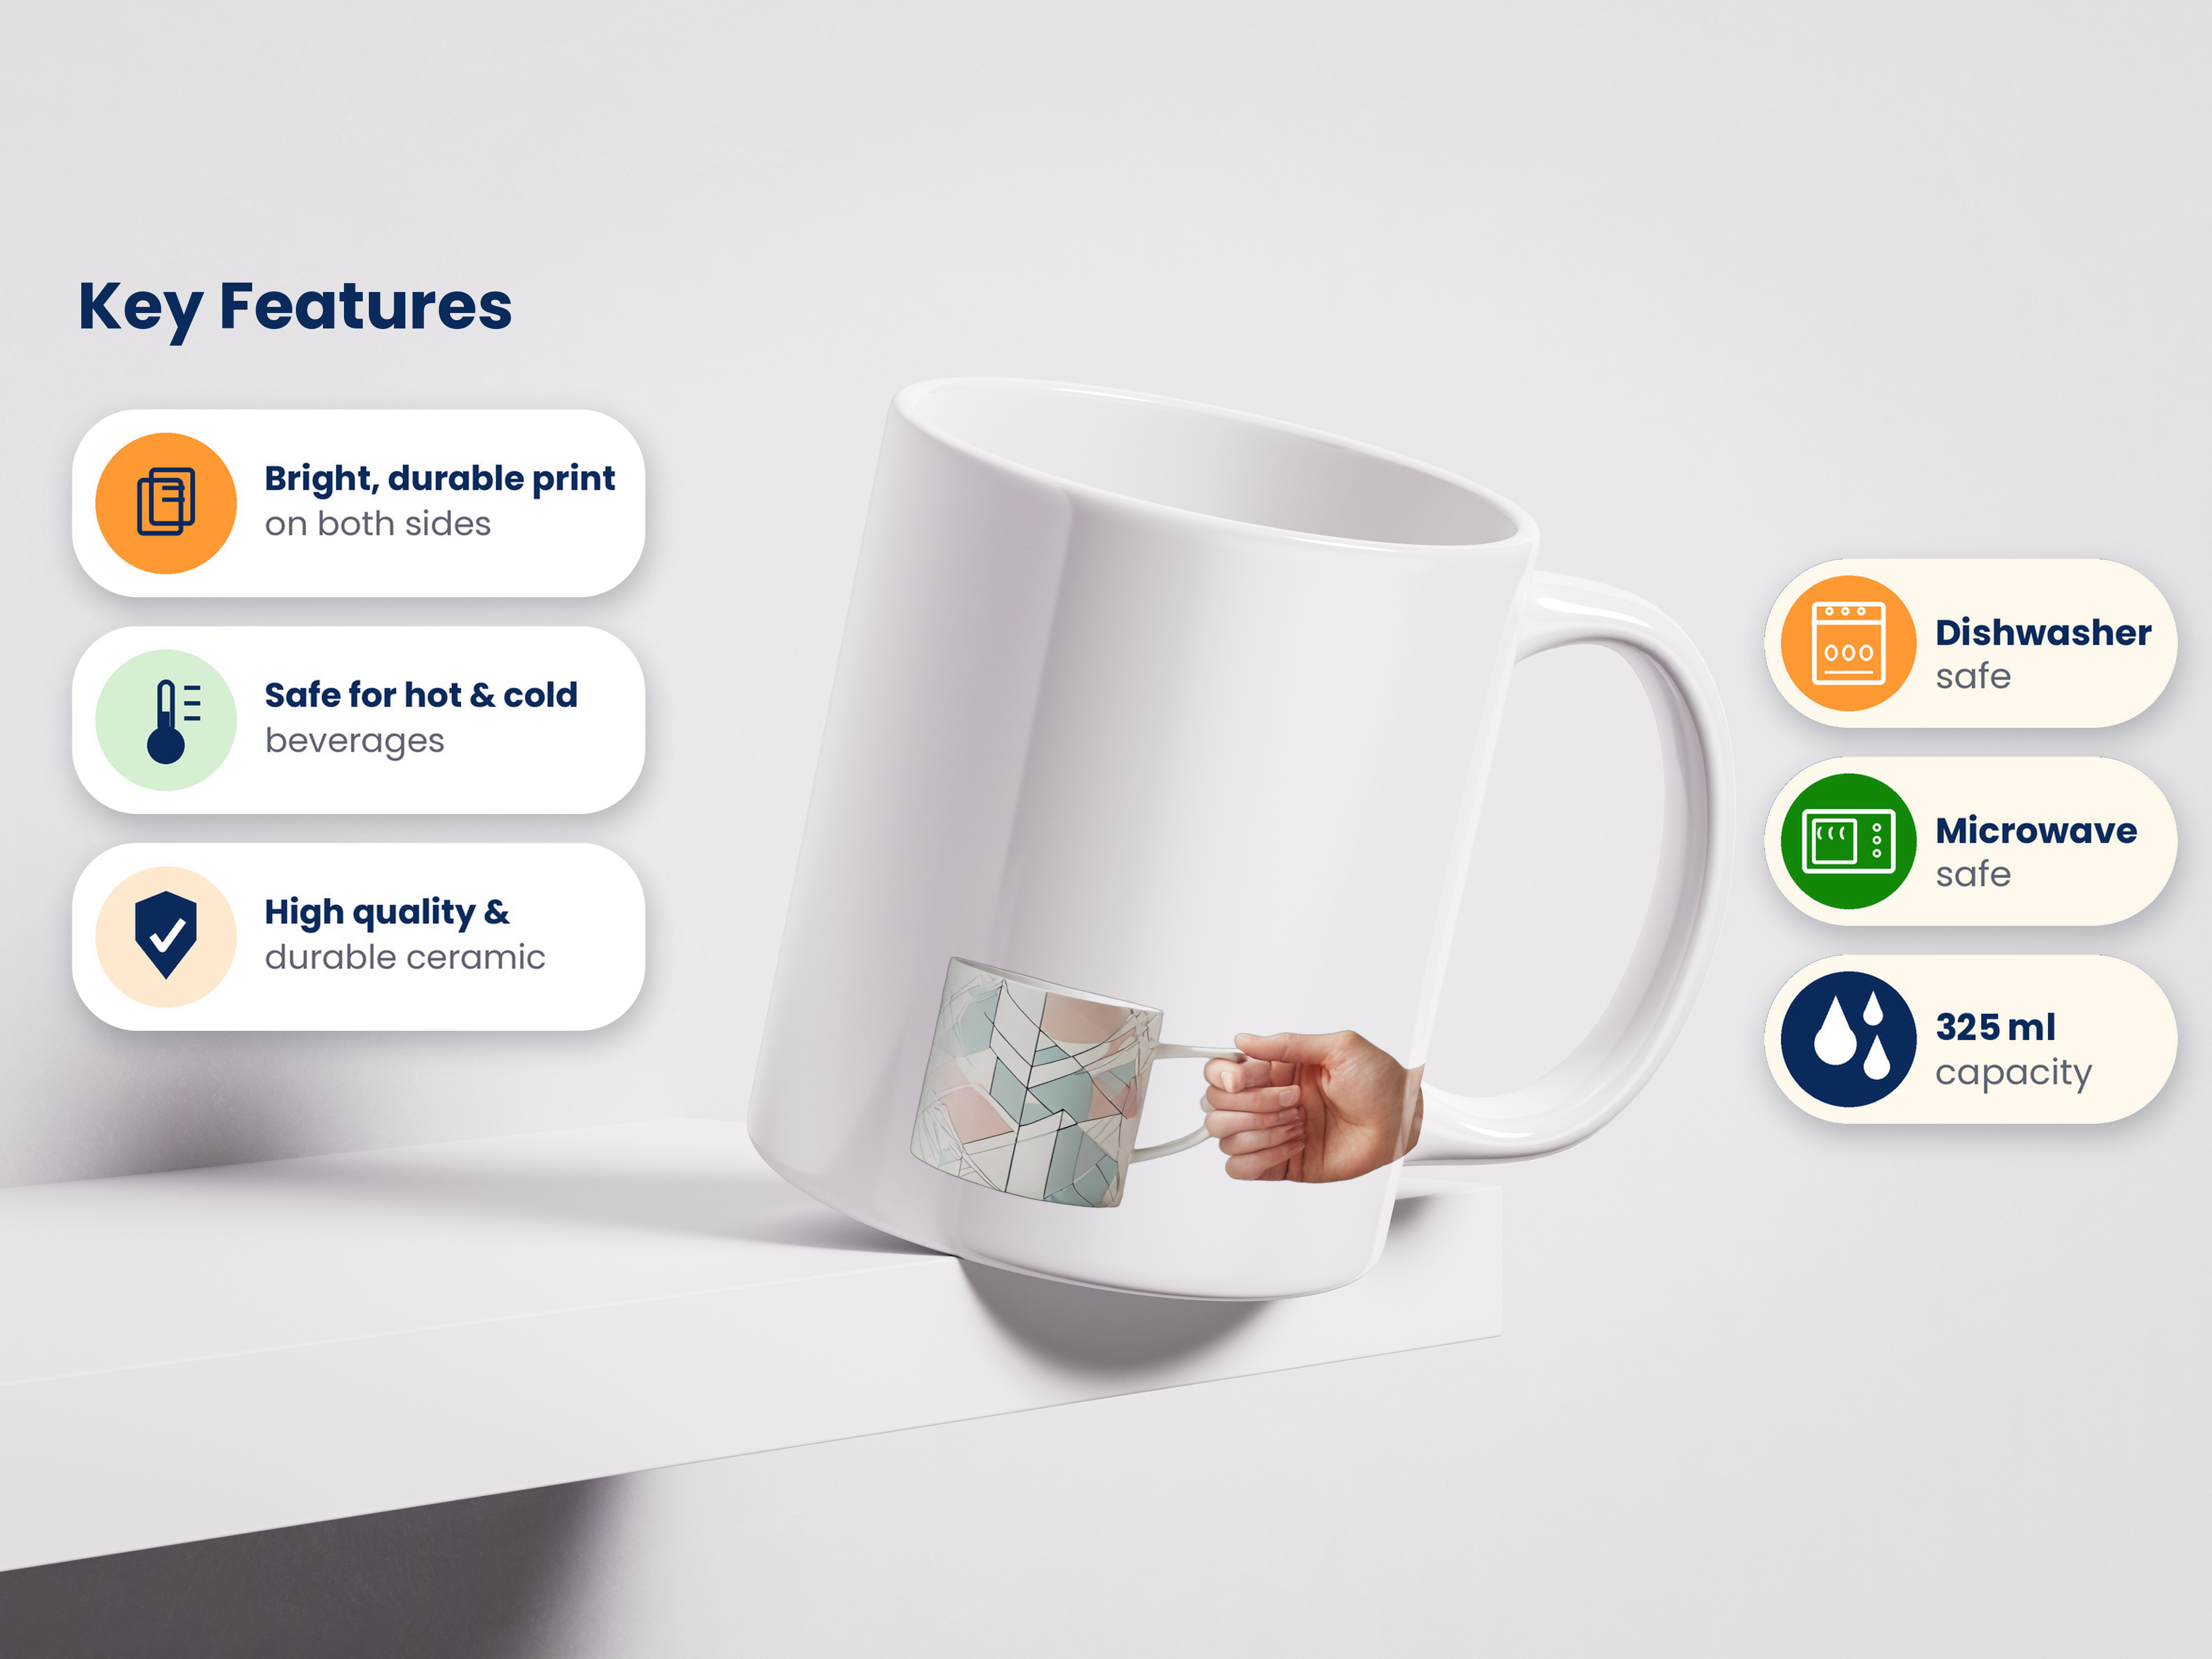 Key Features
Bright, durable print
on both sides
Safe for hot & cold
beverages
High quality &
durable ceramic
Dishwasher
safe
Microwave
safe
325 ml
capacity